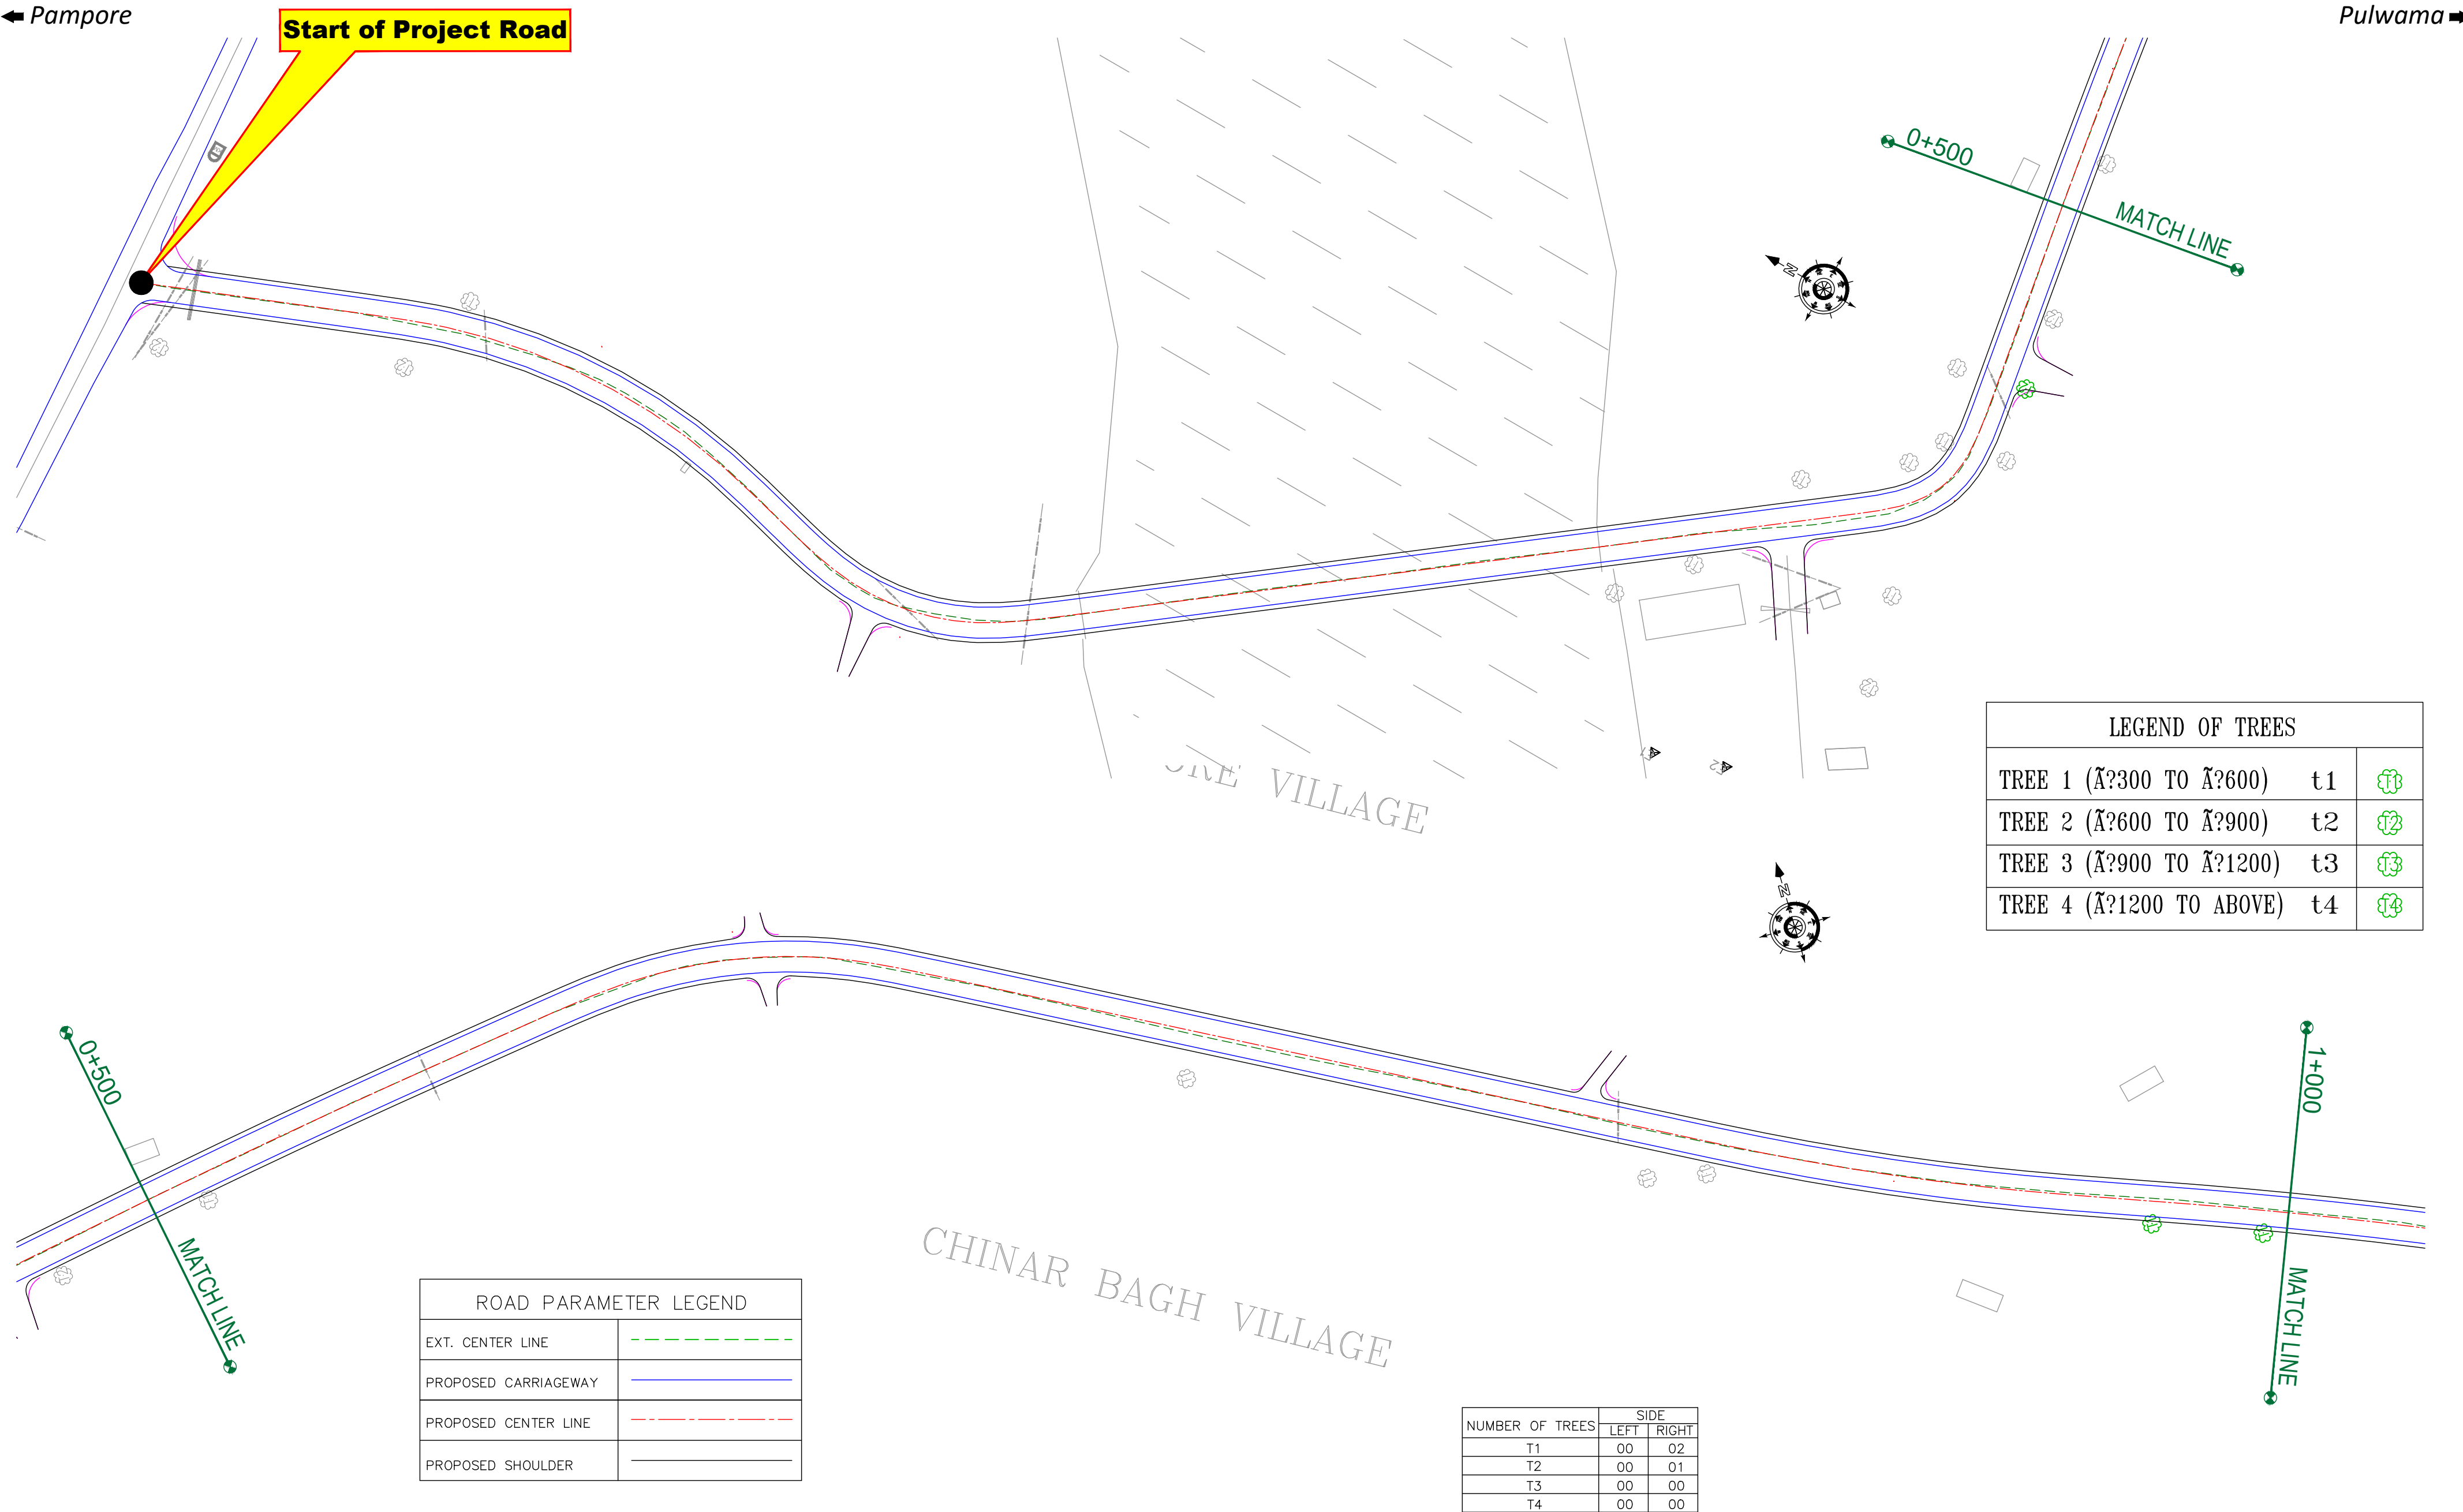 Pampore
Pulwama
Start of Project Road
0+500
MATCH LINE
N
VILLAGE
LEGEND OF TREES
TREE 1 (Ã?300 TO Ã?600) t1 T1
TREE 2 (Ã?600 TO Ã?900) t2 T2
TREE 3 (Ã?900 TO Ã?1200) t3 T3
TREE 4 (Ã?1200 TO ABOVE) t4 T4
N
0+500
MATCH LINE
1+000
MATCH LINE
CHINAR BAGH VILLAGE
ROAD PARAMETER LEGEND
EXT. CENTER LINE
PROPOSED CARRIAGEWAY
PROPOSED CENTER LINE
PROPOSED SHOULDER
NUMBER OF TREES SIDE
LEFT RIGHT
T1 00 02
T2 00 01
T3 00 00
T4 00 00